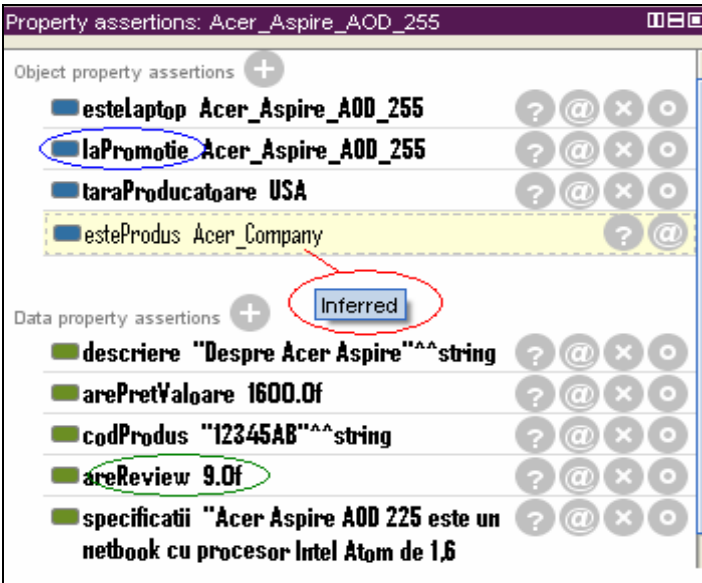 Property assertions: Acer_Aspire_AOD_255
Object property assertions
esteLaptop Acer_Aspire_AOD_255
laPromotie Acer_Aspire_AOD_255
taraProducatoare USA
esteProdus Acer_Company
Inferred
Data property assertions
descriere "Despre Acer Aspire"^^string
arePretValoare 1600.0f
codProdus "12345AB"^^string
areReview 9.0f
specificatii "Acer Aspire AOD 225 este un
netbook cu procesor Intel Atom de 1,6